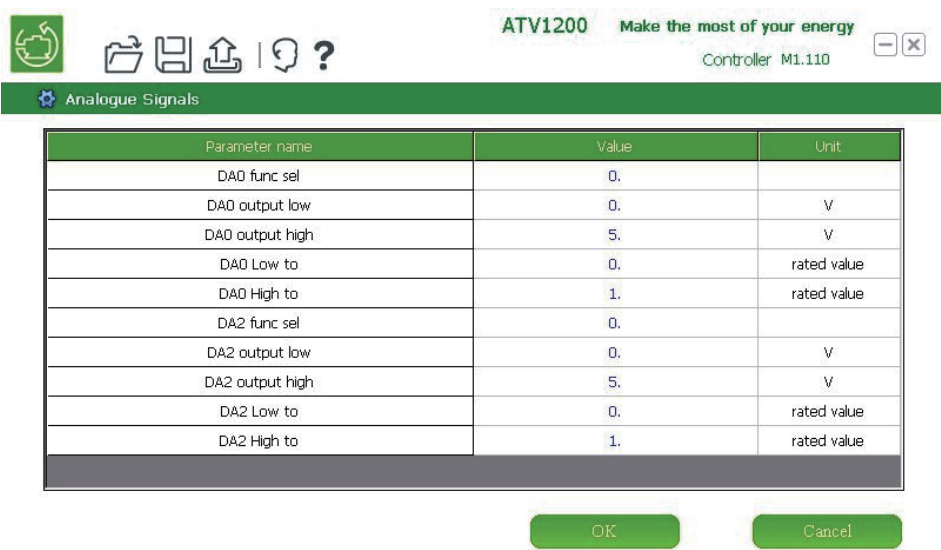 ATV1200 Make the most of your energy
Controller M1.110
Analogue Signals
Parameter name Value Unit
DA0 func sel 0.
DA0 output low 0. V
DA0 output high 5. V
DA0 Low to 0. rated value
DA0 High to 1. rated value
DA2 func sel 0.
DA2 output low 0. V
DA2 output high 5. V
DA2 Low to 0. rated value
DA2 High to 1. rated value
OK Cancel